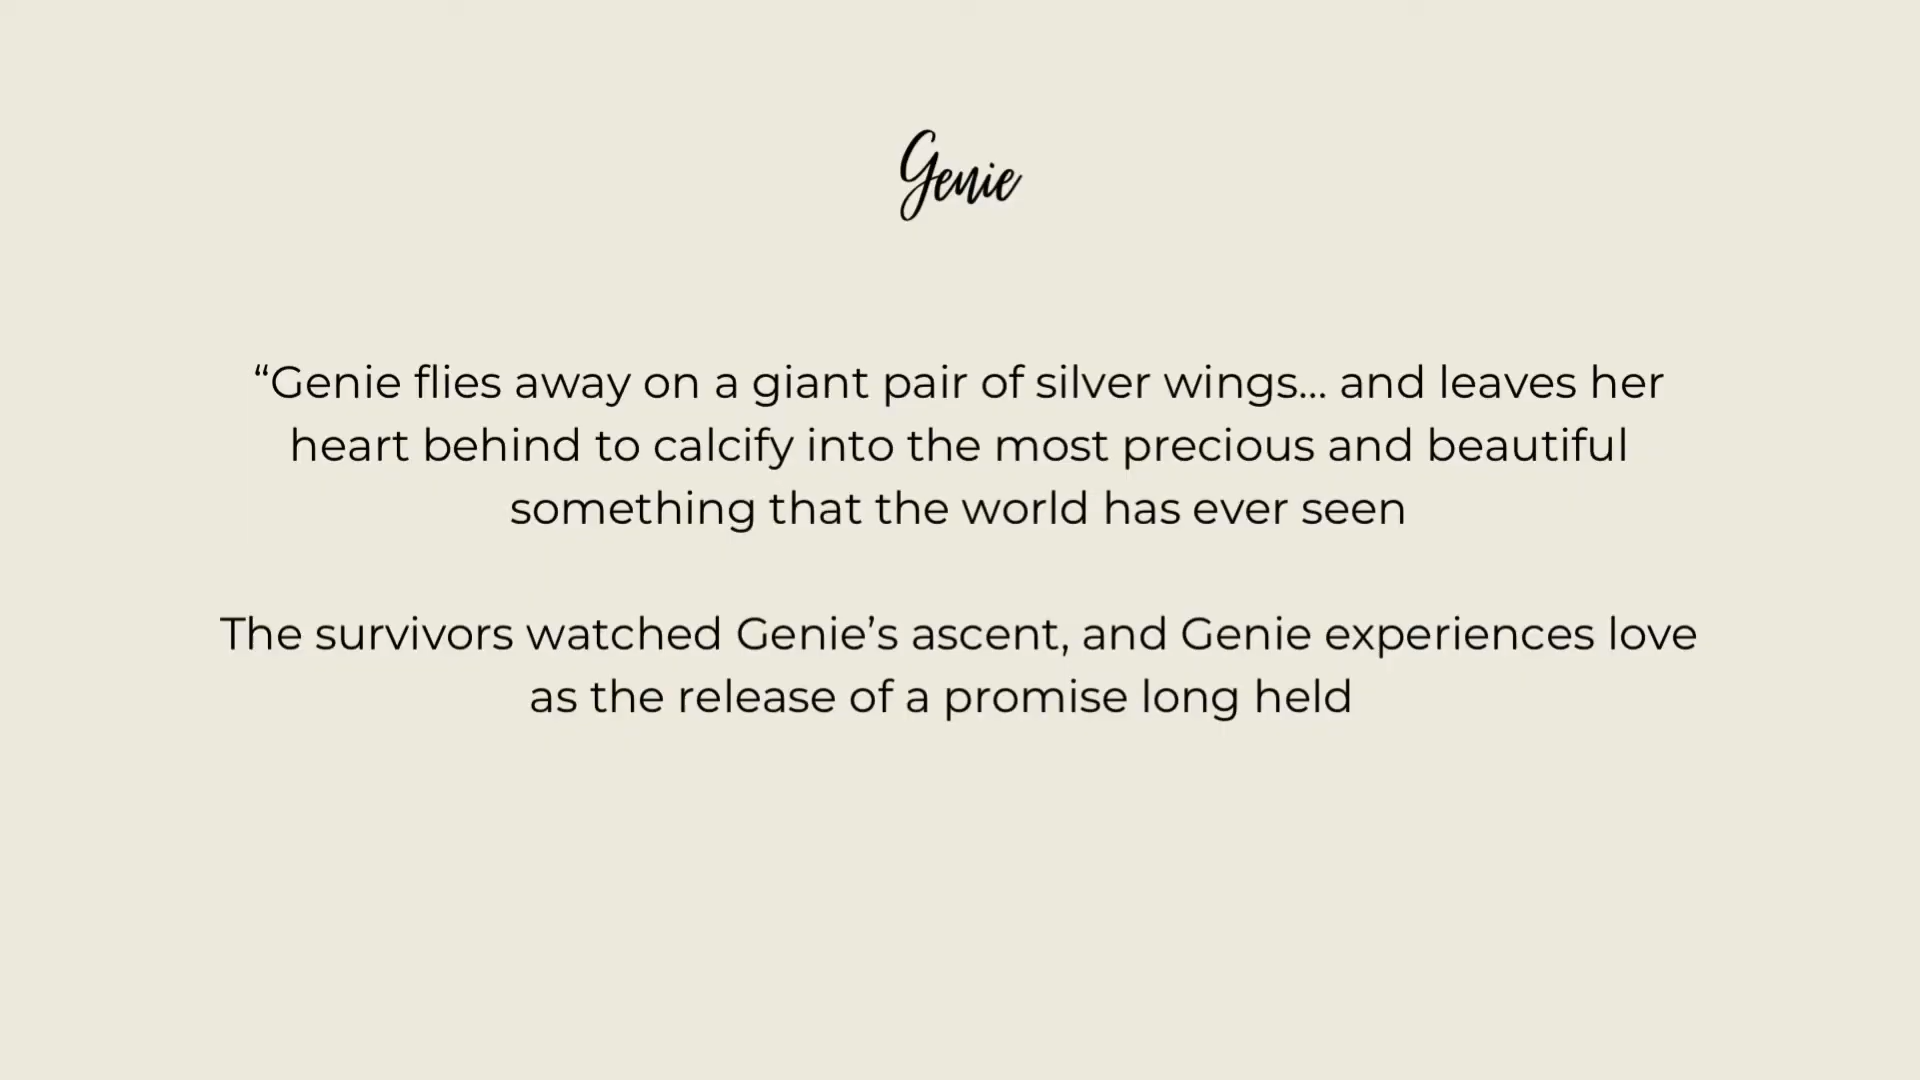 Genie
“Genie flies away on a giant pair of silver wings... and leaves her
heart behind to calcify into the most precious and beautiful
something that the world has ever seen
The survivors watched Genie’s ascent, and Genie experiences love
as the release of a promise long held